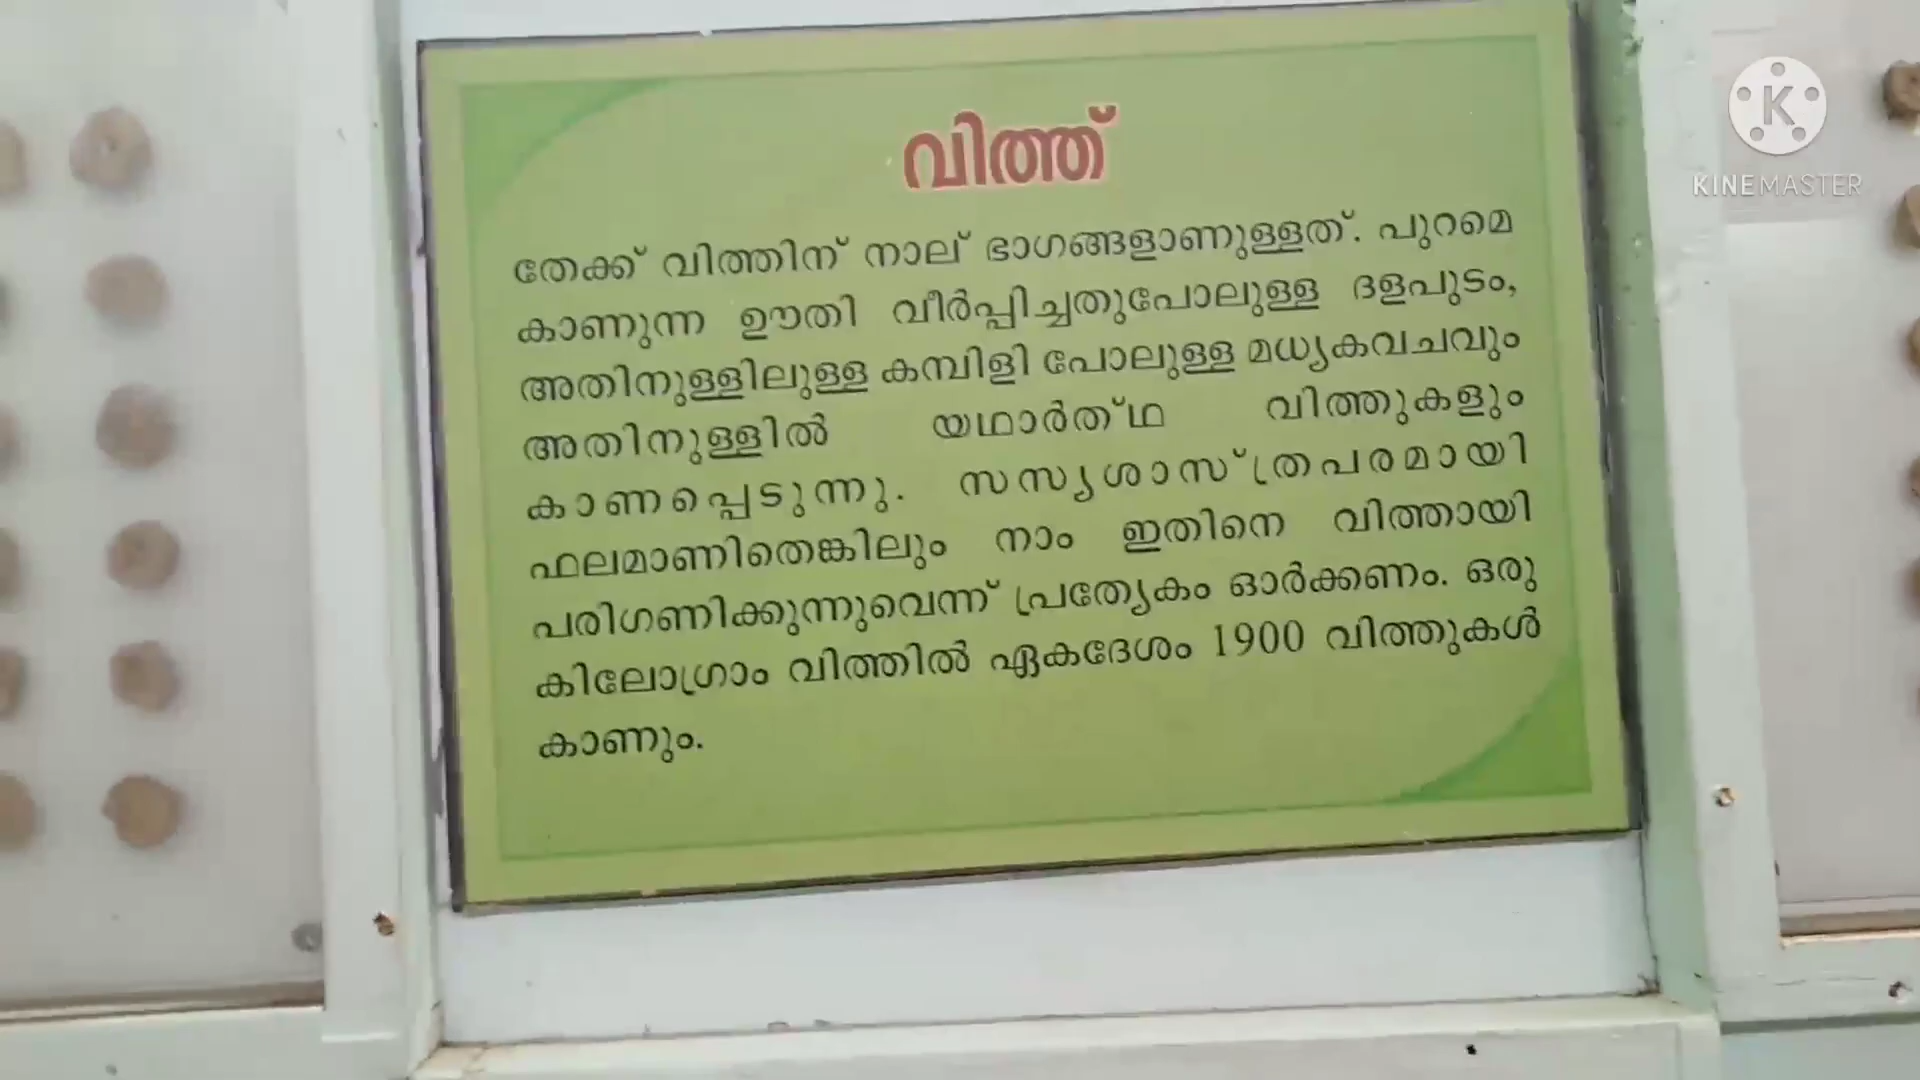 വിത്ത്
തേക്ക് വിത്തിന് നാല് ഭാഗങ്ങളാണുള്ളത്. പുറമെ
കാണുന്ന ഊതി വീർപ്പിച്ചതുപോലുള്ള ദളപുടം,
അതിനുള്ളിലുള്ള കമ്പിളി പോലുള്ള മധ്യകവചവും
അതിനുള്ളിൽ യഥാർത്ഥ വിത്തുകളും
കാണപ്പെടുന്നു. സസ്യശാസ്ത്രപരമായി
ഫലമാണിതെങ്കിലും നാം ഇതിനെ വിത്തായി
പരിഗണിക്കുന്നുവെന്ന് പ്രത്യേകം ഓർക്കണം. ഒരു
കിലോഗ്രാം വിത്തിൽ ഏകദേശം 1900 വിത്തുകൾ
കാണും.
K
KINEMASTER